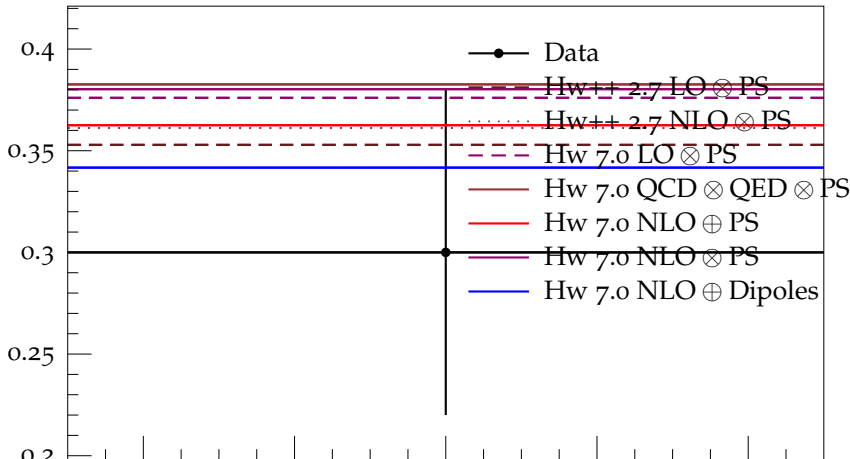 0.4
Data
Hw++ 2.7 LO ⊗ PS
Hw++ 2.7 NLO ⊗ PS
0.35
Hw 7.0 LO ⊗ PS
Hw 7.0 QCD ⊗ QED ⊗ PS
Hw 7.0 NLO ⊕ PS
0.3
Hw 7.0 NLO ⊗ PS
Hw 7.0 NLO ⊕ Dipoles
0.25
0.2